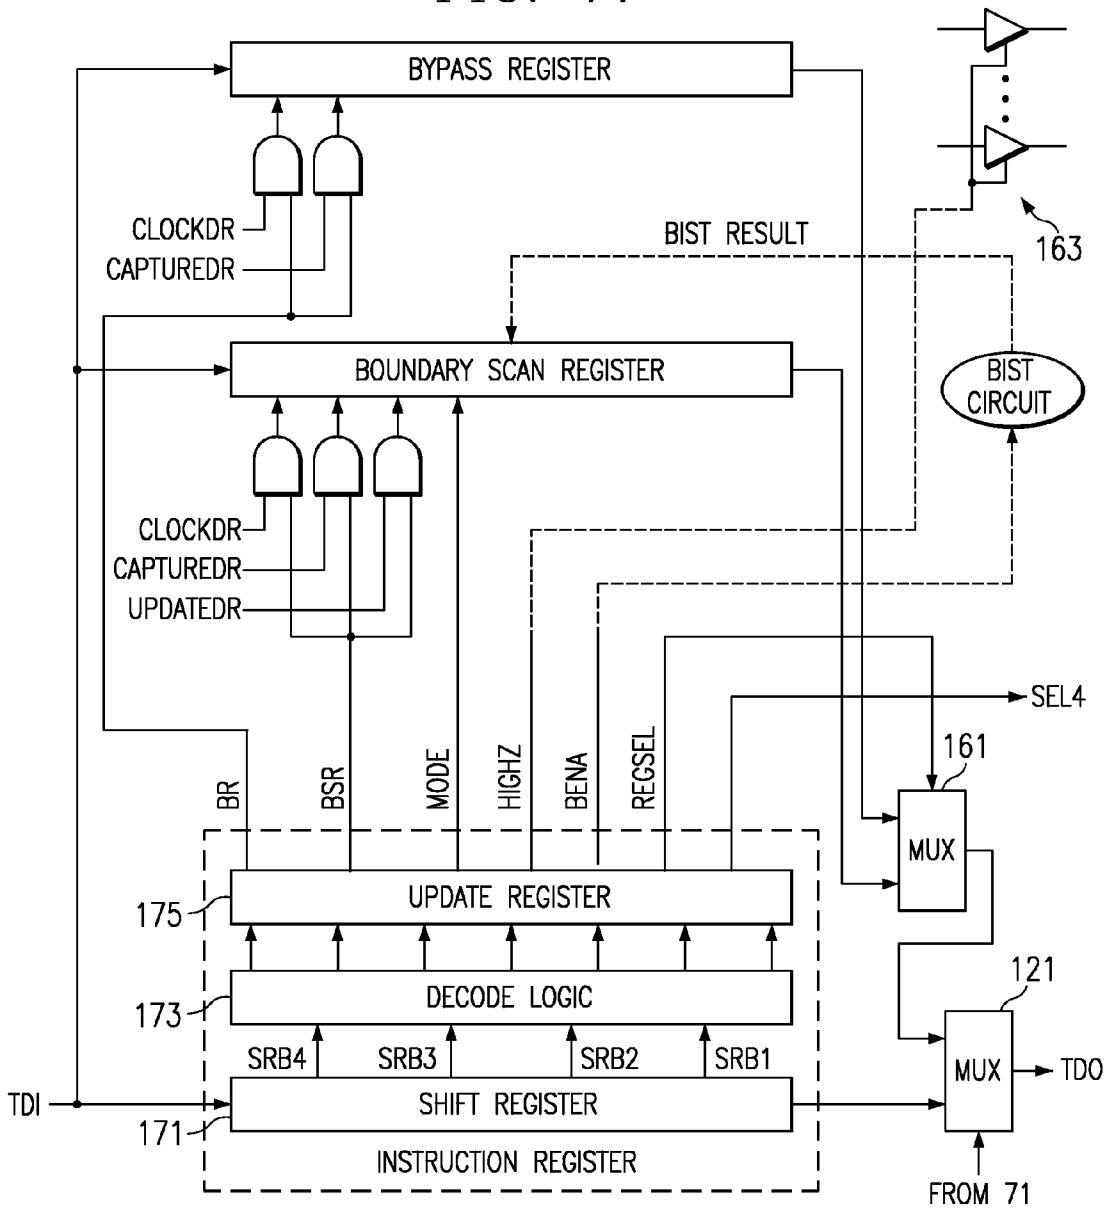 BYPASS REGISTER
CLOCKDR
CAPTUREDR
BIST RESULT
163
BOUNDARY SCAN REGISTER
BIST
CIRCUIT
CLOCKDR
CAPTUREDR
UPDATEDR
SEL4
BR
BSR
MODE
HIGHZ
BENA
REGSEL
161
MUX
175
UPDATE REGISTER
173
DECODE LOGIC
121
SRB4
SRB3
SRB2
SRB1
MUX
TDO
TDI
SHIFT REGISTER
171
INSTRUCTION REGISTER
FROM 71